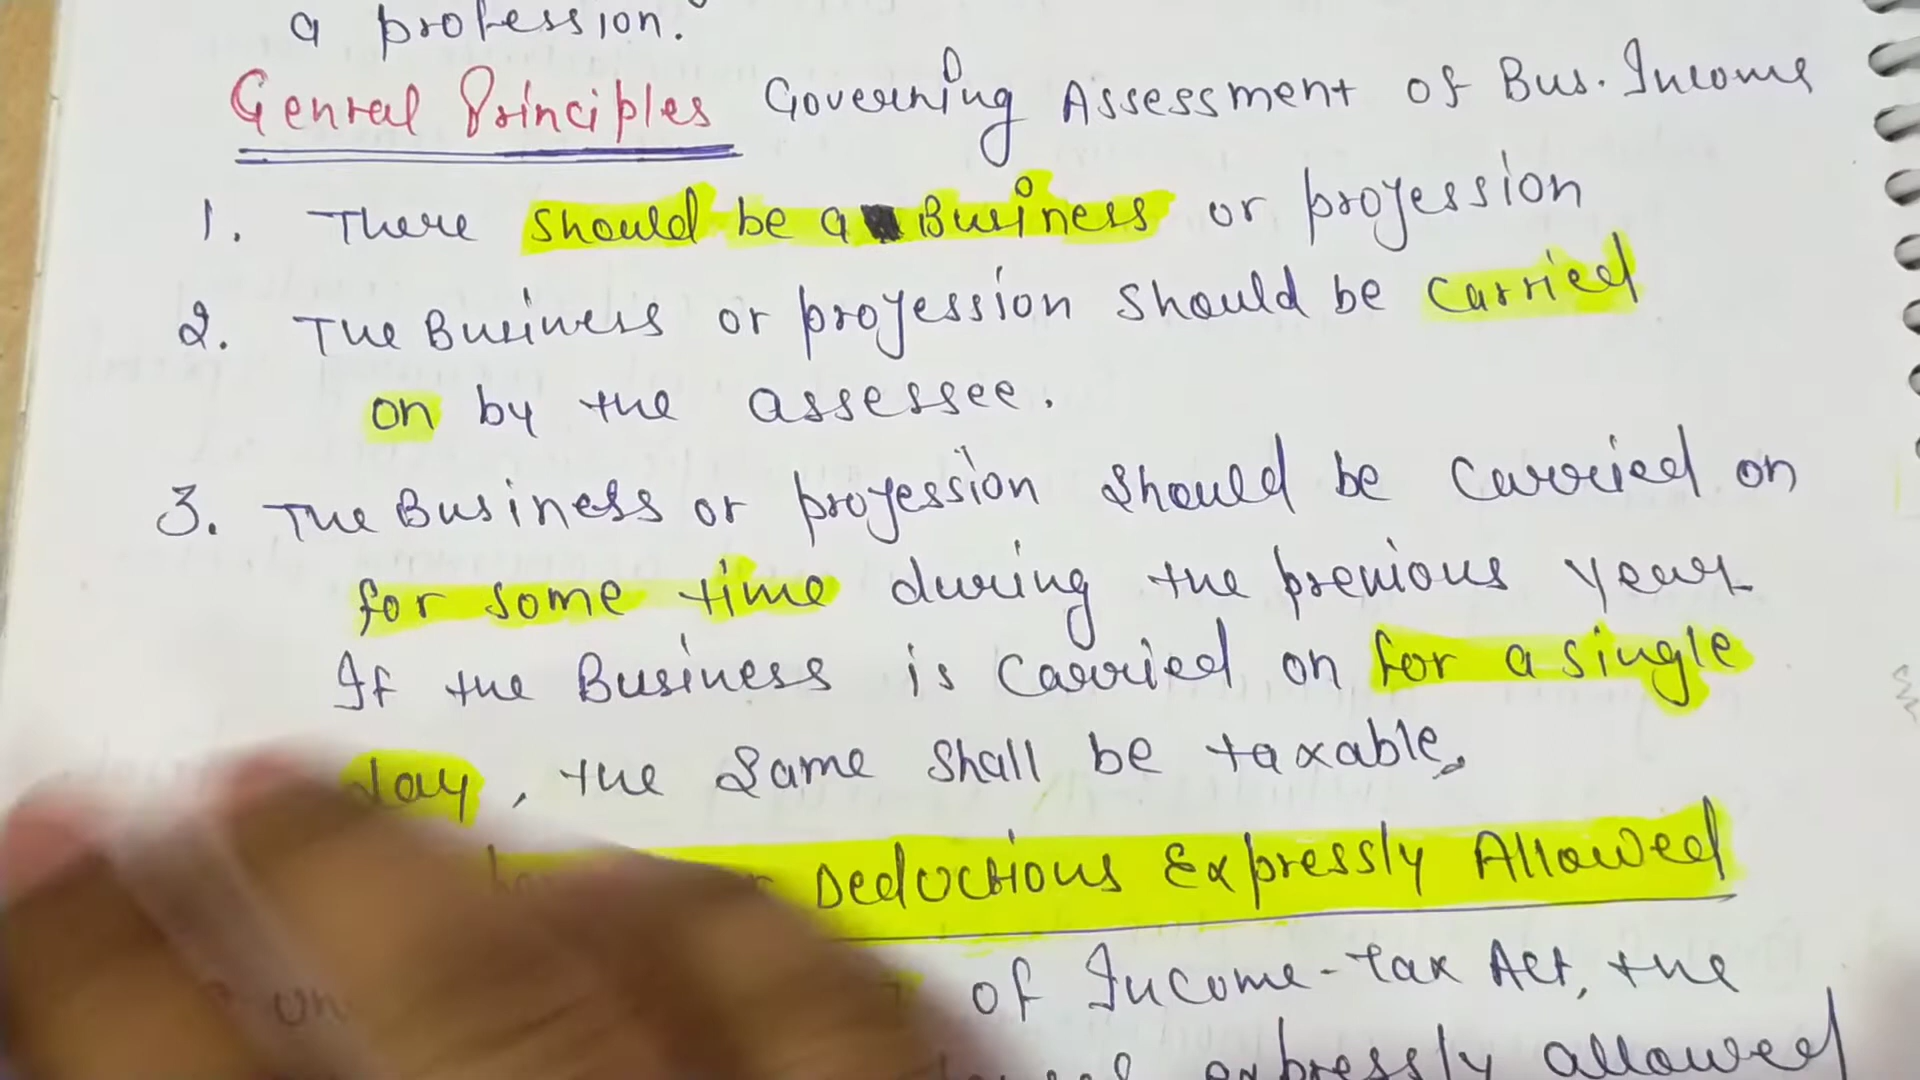 a profession.
Genral Principles Governing Assessment of Bus. Income
1. There should be a Business or profession
2. The Business or profession should be carried
on by the assessee.
3. The Business or profession should be carried on
for some time during the previous year
If the Business is carried on for a single
day, the same shall be taxable.
Deductions Expressly Allowed
of Income-tax Act, the
expressly allowed